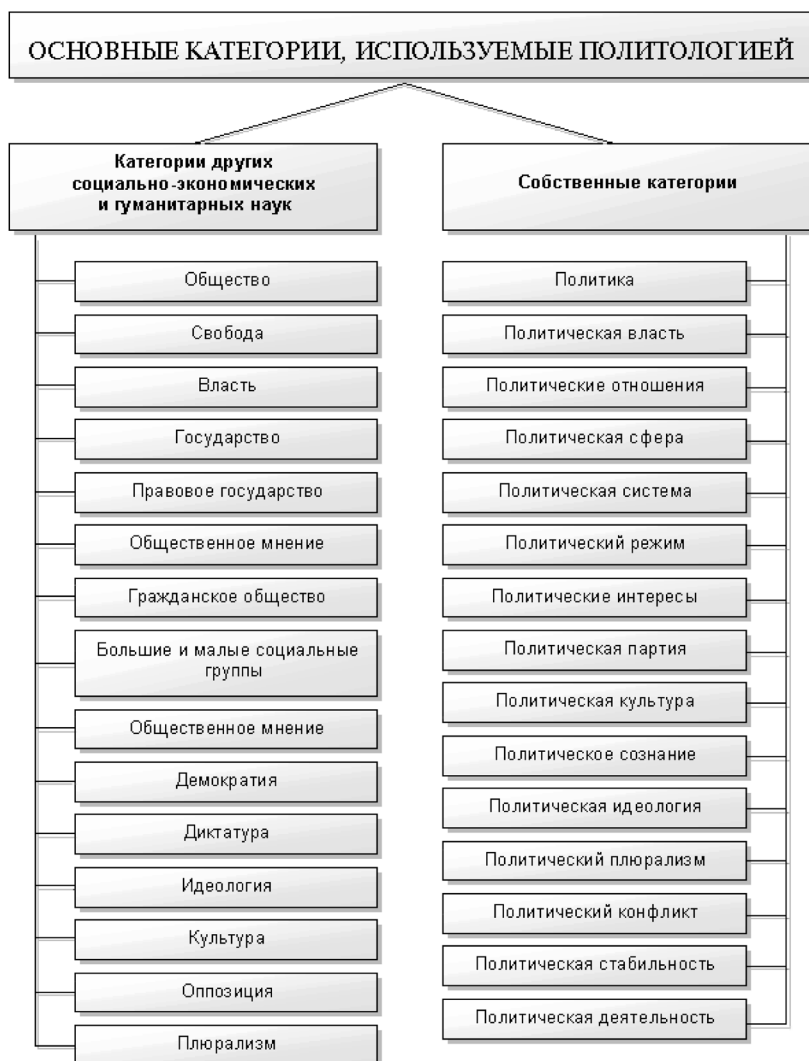 ОСНОВНЫЕ КАТЕГОРИИ, ИСПОЛЬЗУЕМЫЕ ПОЛИТОЛОГИЕЙ
Категории других
социально-экономических
и гуманитарных наук
Общество
Свобода
Власть
Государство
Правовое государство
Общественное мнение
Гражданское общество
Большие и малые социальные
группы
Общественное мнение
Демократия
Диктатура
Идеология
Культура
Оппозиция
Плюрализм
Собственные категории
Политика
Политическая власть
Политические отношения
Политическая сфера
Политическая система
Политический режим
Политические интересы
Политическая партия
Политическая культура
Политическое сознание
Политическая идеология
Политический плюрализм
Политический конфликт
Политическая стабильность
Политическая деятельность